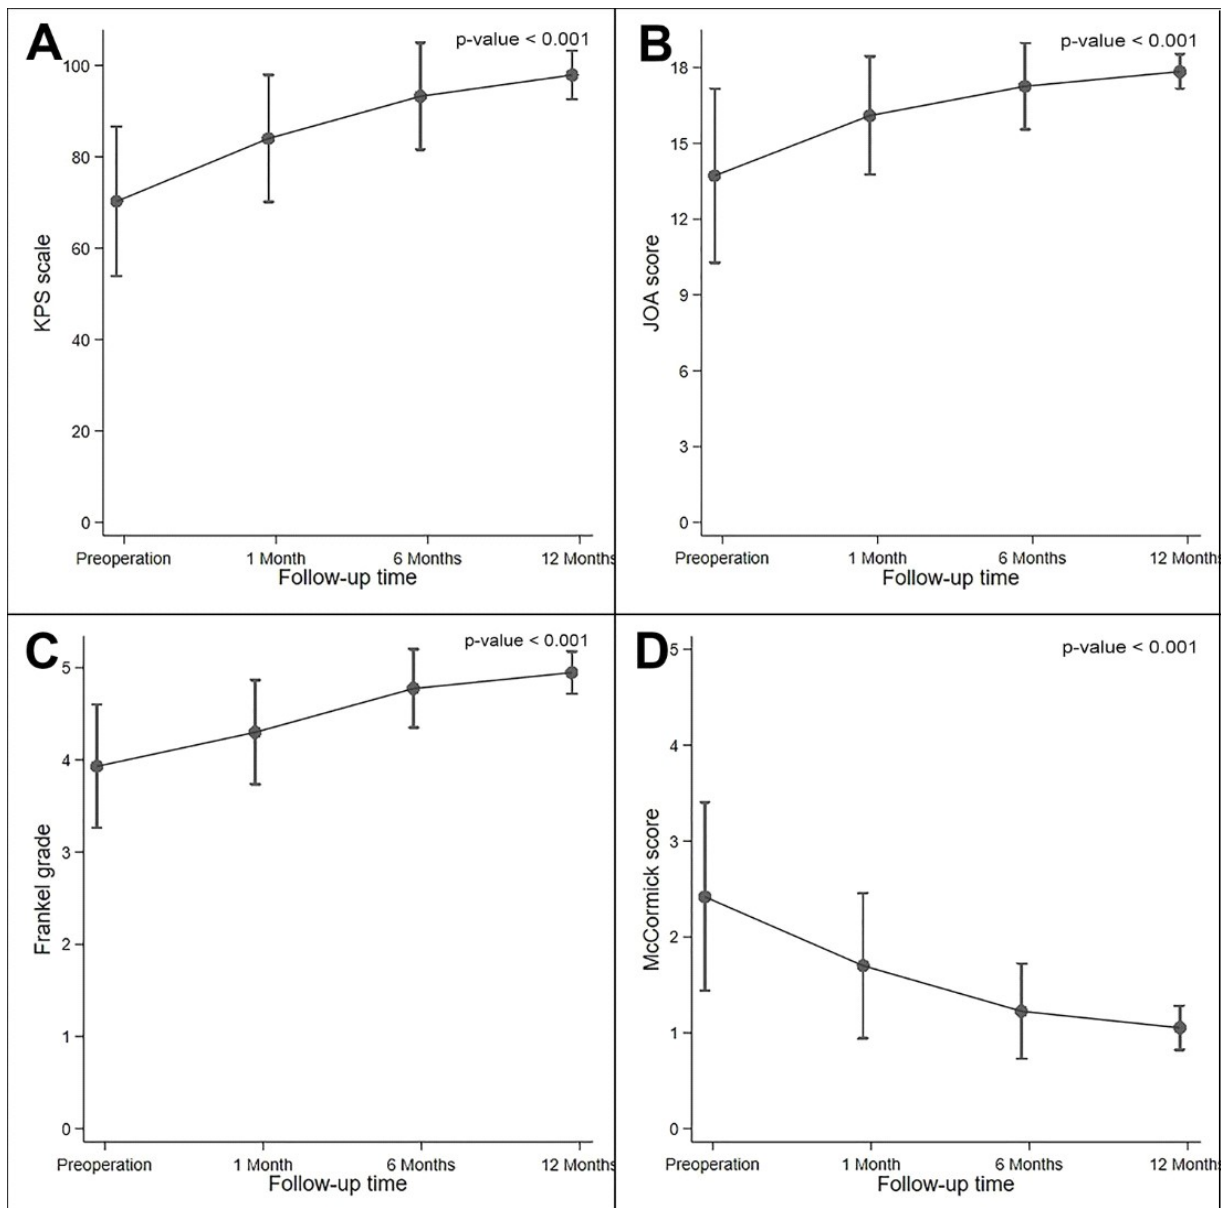 A
p-value < 0.001
KPS scale
100
80
60
40
20
0
Preoperation 1 Month 6 Months 12 Months
Follow-up time
B
p-value < 0.001
JOA score
18
15
12
9
6
3
0
Preoperation 1 Month 6 Months 12 Months
Follow-up time
C
p-value < 0.001
Frankel grade
5
4
3
2
1
0
Preoperation 1 Month 6 Months 12 Months
Follow-up time
D
p-value < 0.001
McCormick score
5
4
3
2
1
0
Preoperation 1 Month 6 Months 12 Months
Follow-up time